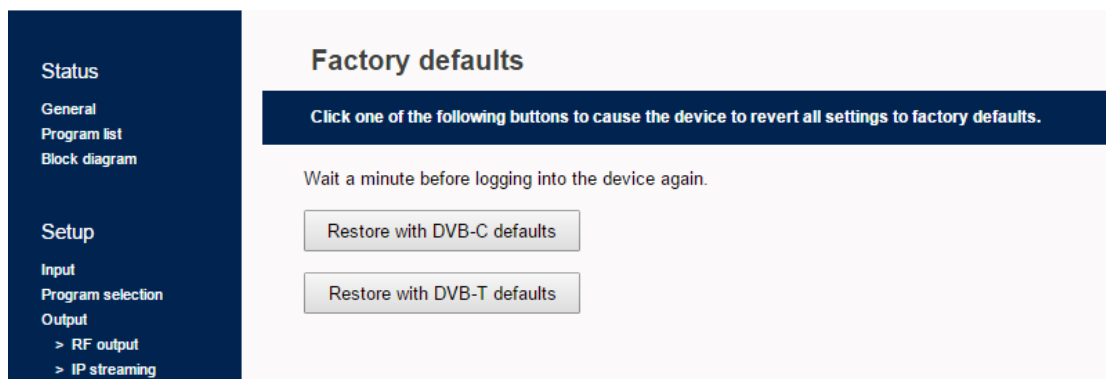 Status
General
Program list
Block diagram
Setup
Input
Program selection
Output
> RF output
> IP streaming
Factory defaults
Click one of the following buttons to cause the device to revert all settings to factory defaults.
Wait a minute before logging into the device again.
Restore with DVB-C defaults
Restore with DVB-T defaults